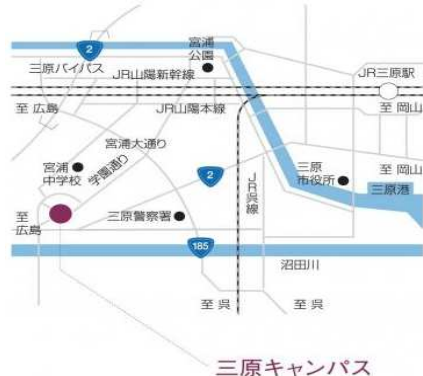 2
宮浦
公園
三原バイパス
JR山陽新幹線
JR三原駅
至 広島
JR山陽本線
至 岡山
宮浦大通り
宮浦
中学校
学園通り
2
JR呉線
三原
市役所
至 岡山
三原港
至
広島
三原警察署
185
沼田川
至 呉
至 呉
三原キャンパス